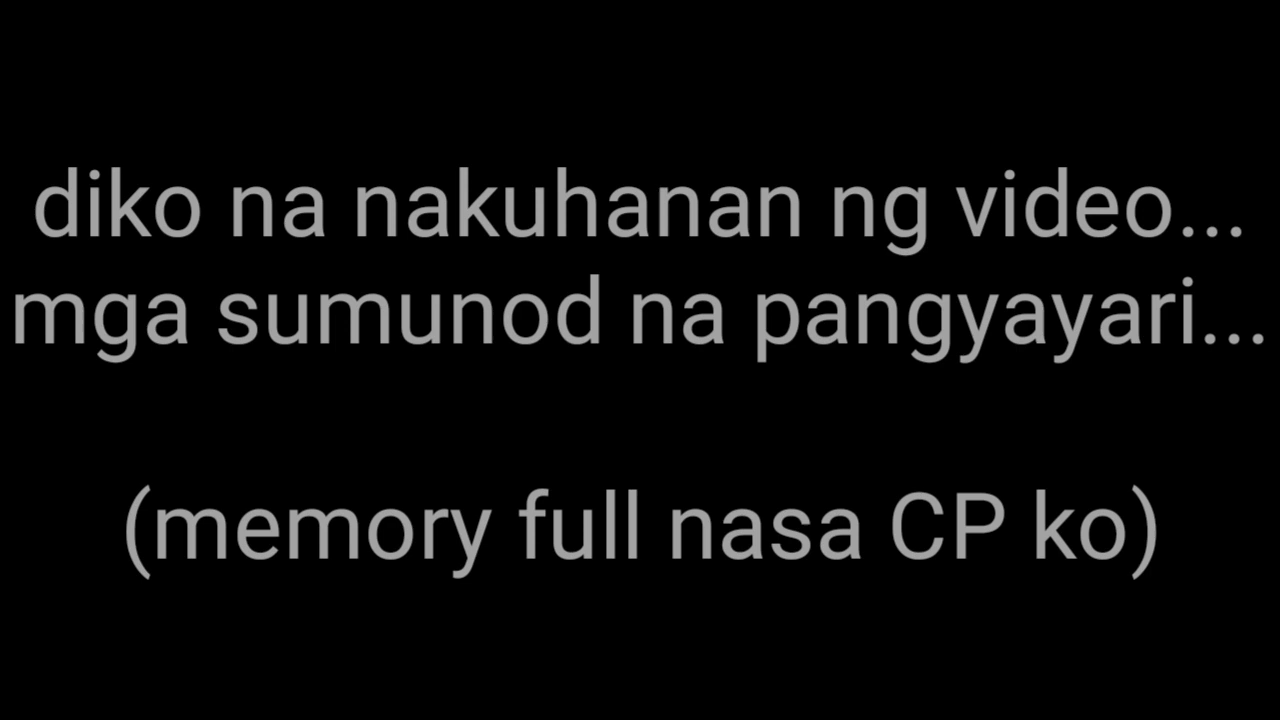 diko na nakuhanan ng video...
mga sumunod na pangyayari...
(memory full nasa CP ko)